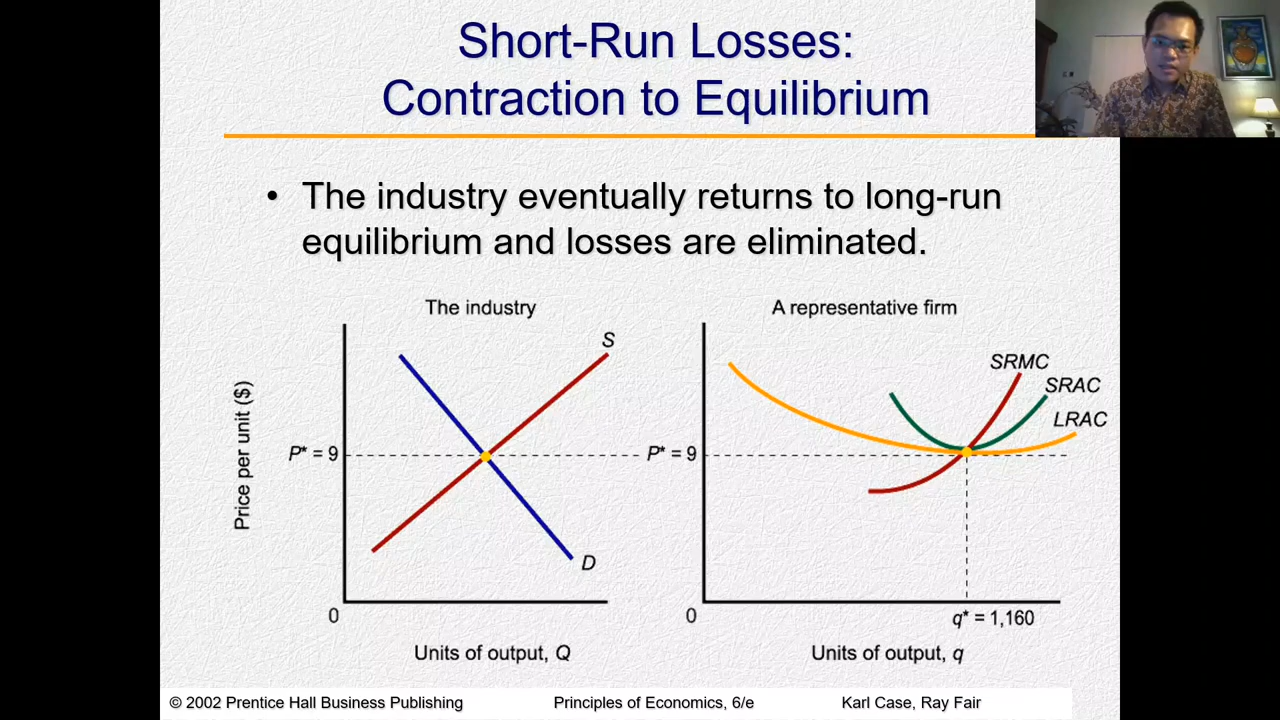 Short-Run Losses:
Contraction to Equilibrium
• The industry eventually returns to long-run
equilibrium and losses are eliminated.
The industry
A representative firm
Price per unit ($)
S
P* = 9
D
0
Units of output, Q
SRMC
SRAC
LRAC
P* = 9
0
q* = 1,160
Units of output, q
© 2002 Prentice Hall Business Publishing
Principles of Economics, 6/e
Karl Case, Ray Fair